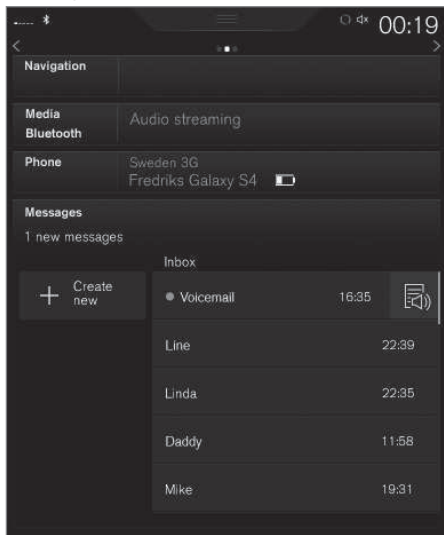 00:19
Navigation
Media
Bluetooth
Audio streaming
Phone
Sweden 3G
Fredriks Galaxy S4
Messages
1 new messages
Inbox
+ Create
new
Voicemail 16:35
Line 22:39
Linda 22:35
Daddy 11:58
Mike 19:31